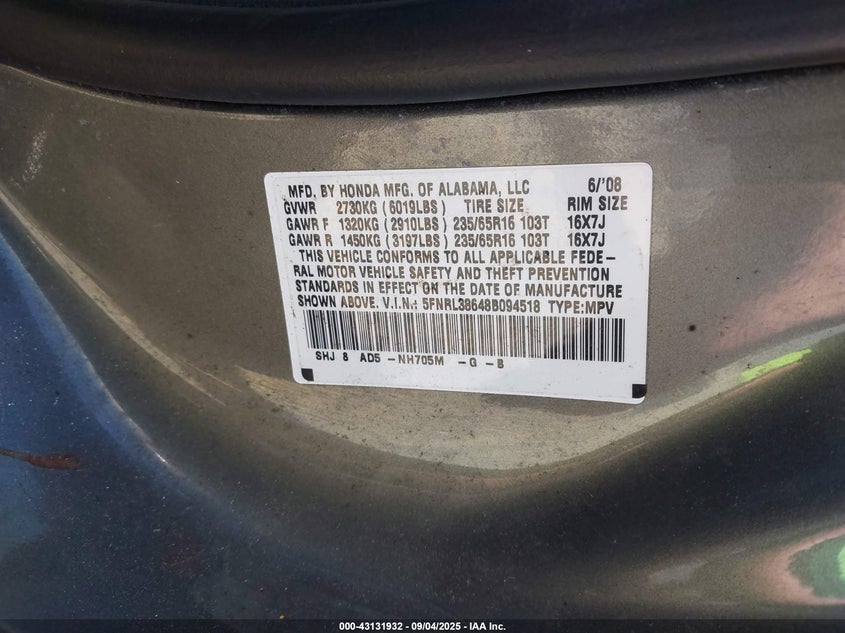 MFD. BY HONDA MFG. OF ALABAMA, LLC 6/'08
GVWR 2730KG (6019LBS) TIRE SIZE RIM SIZE
GAWR F 1320KG (2910LBS) 235/65R16 103T 16X7J
GAWR R 1450KG (3197LBS) 235/65R16 103T 16X7J
THIS VEHICLE CONFORMS TO ALL APPLICABLE FEDE-
RAL MOTOR VEHICLE SAFETY AND THEFT PREVENTION
STANDARDS IN EFFECT ON THE DATE OF MANUFACTURE
SHOWN ABOVE. V.I.N.: 5FNRL38648B094518 TYPE:MPV
SHJ 8 AD5 -NH705M -G -B
000-43131932 - 09/04/2025 - IAA Inc.